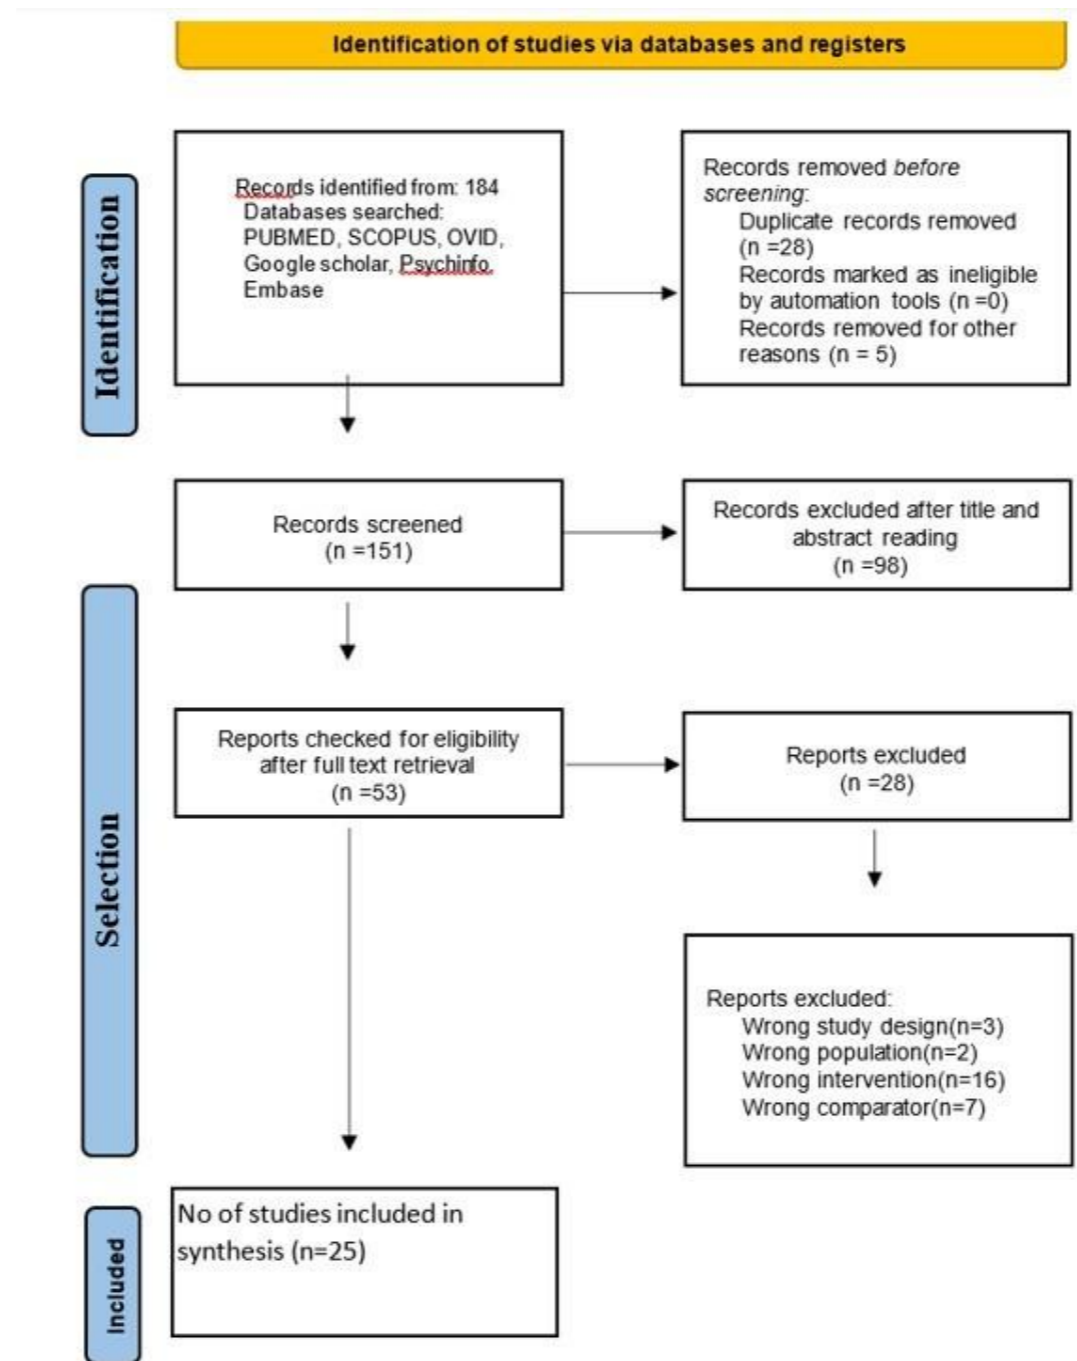 Identification of studies via databases and registers
Identification
Records identified from: 184
Databases searched:
PUBMED, SCOPUS, OVID,
Google scholar, Psychinfo,
Embase
Records removed before
screening:
Duplicate records removed
(n =28)
Records marked as ineligible
by automation tools (n =0)
Records removed for other
reasons (n = 5)
Records screened
(n =151)
Records excluded after title and
abstract reading
(n =98)
Selection
Reports checked for eligibility
after full text retrieval
(n =53)
Reports excluded
(n =28)
Reports excluded:
Wrong study design(n=3)
Wrong population(n=2)
Wrong intervention(n=16)
Wrong comparator(n=7)
Included
No of studies included in
synthesis (n=25)